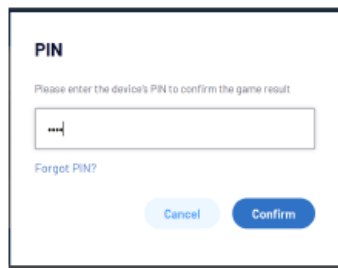 PIN
Please enter the device's PIN to confirm the game result
••••
Forgot PIN?
Cancel
Confirm